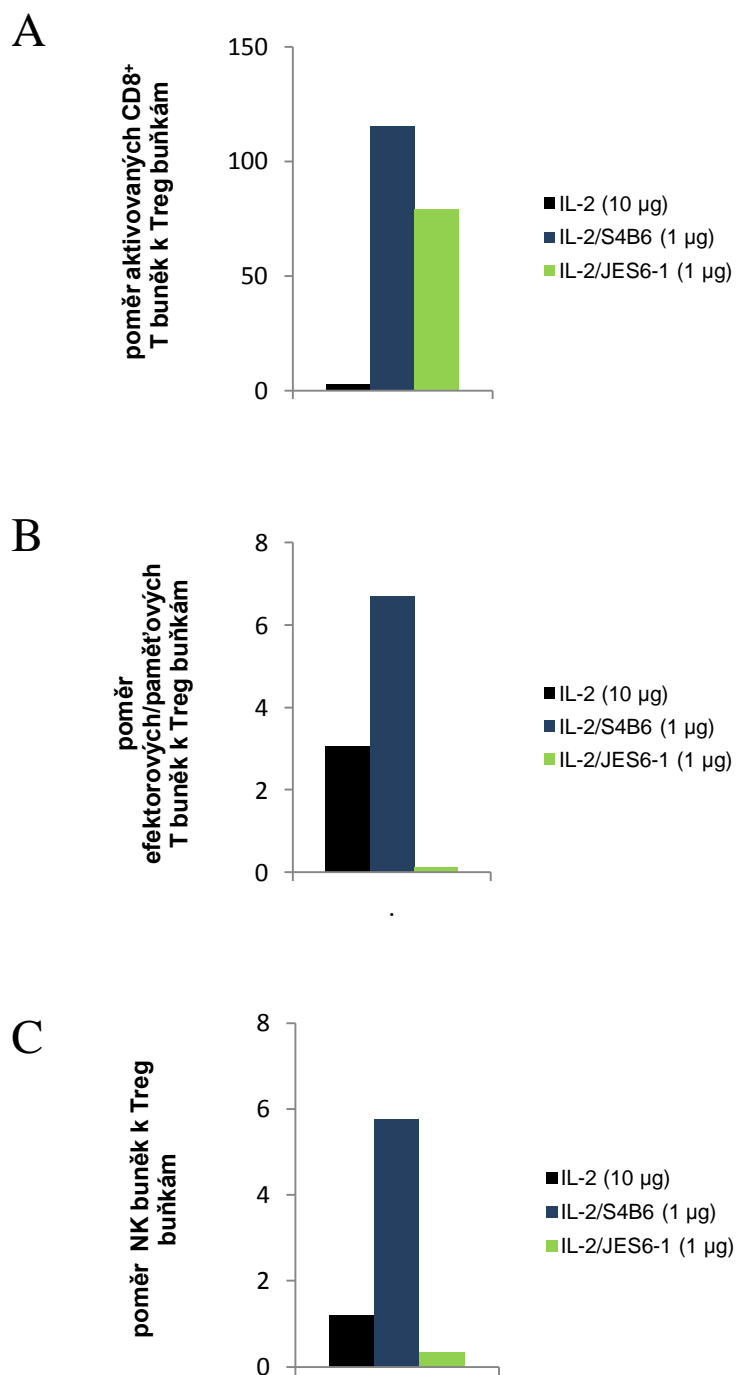 A
poměr aktivovaných CD8+
T buněk k Treg buňkám
150
100
50
0
IL-2 (10 µg)
IL-2/S4B6 (1 µg)
IL-2/JES6-1 (1 µg)
B
poměr
efektorových/paměťových
T buněk k Treg buňkám
8
6
4
2
0
.
IL-2 (10 µg)
IL-2/S4B6 (1 µg)
IL-2/JES6-1 (1 µg)
C
poměr NK buněk k Treg
buňkám
8
6
4
2
0
IL-2 (10 µg)
IL-2/S4B6 (1 µg)
IL-2/JES6-1 (1 µg)